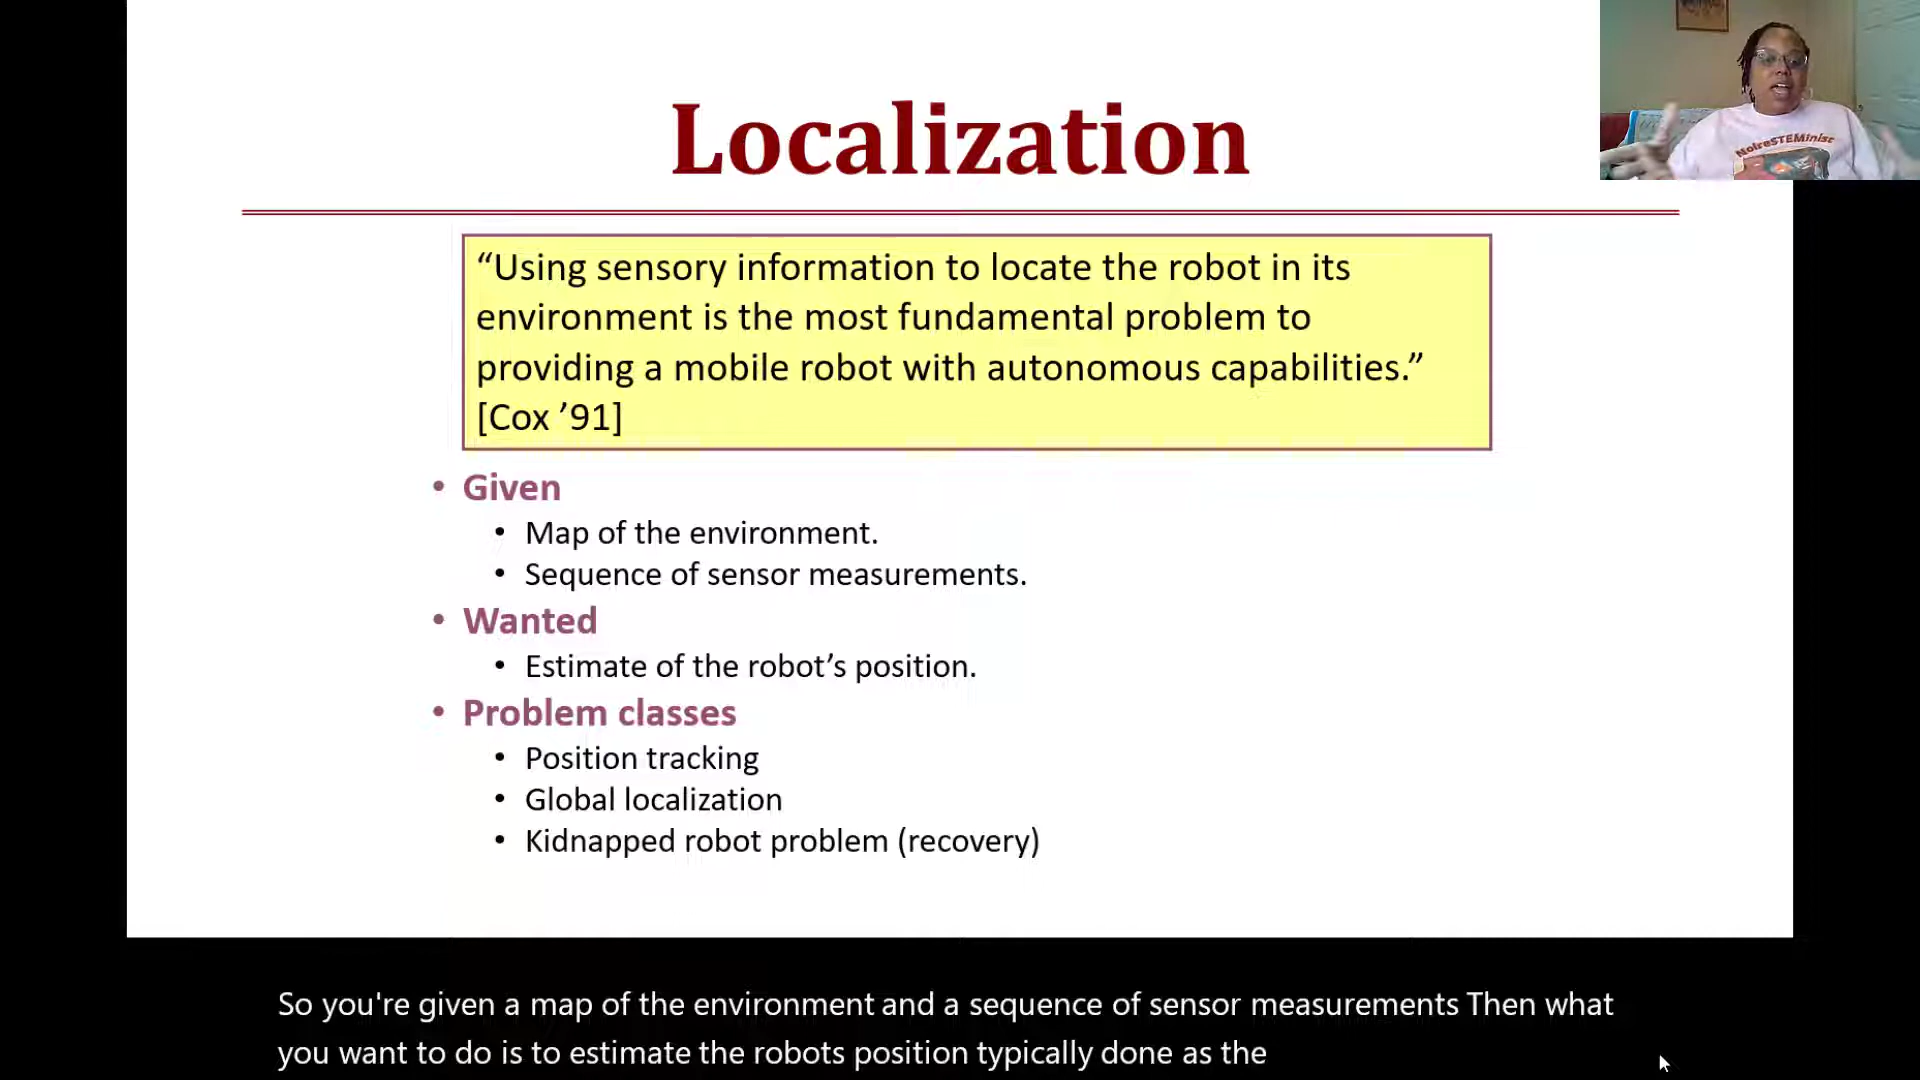 Localization
NoireSTEMinist
“Using sensory information to locate the robot in its
environment is the most fundamental problem to
providing a mobile robot with autonomous capabilities.”
[Cox ’91]
• Given
• Map of the environment.
• Sequence of sensor measurements.
• Wanted
• Estimate of the robot’s position.
• Problem classes
• Position tracking
• Global localization
• Kidnapped robot problem (recovery)
So you're given a map of the environment and a sequence of sensor measurements Then what
you want to do is to estimate the robots position typically done as the